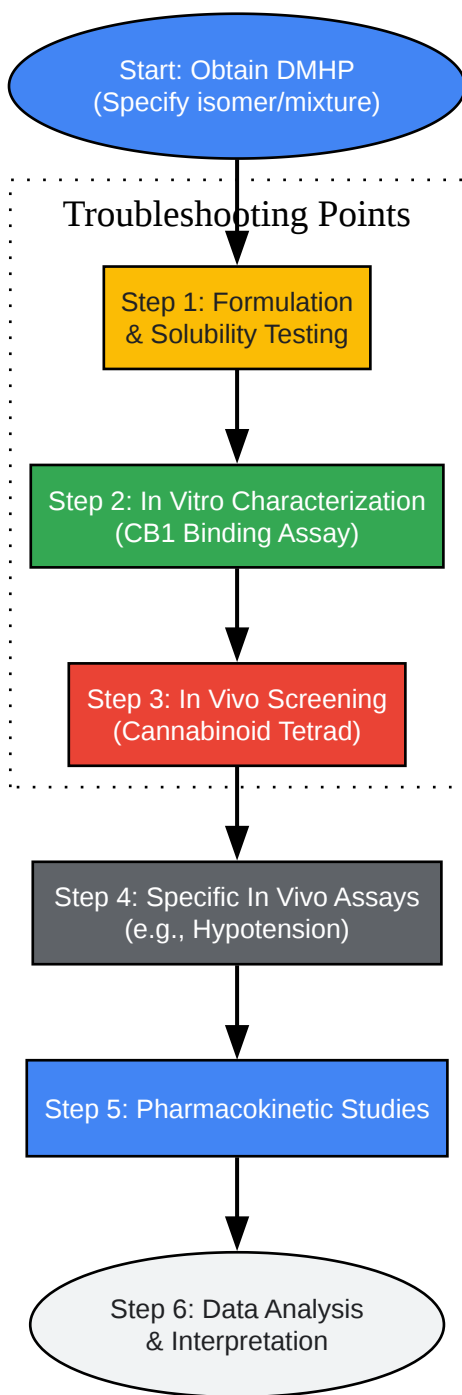 Start: Obtain DMHP
(Specify isomer/mixture)
Troubleshooting Points
Step 1: Formulation
& Solubility Testing
Step 2: In Vitro Characterization
(CB1 Binding Assay)
Step 3: In Vivo Screening
(Cannabinoid Tetrad)
Step 4: Specific In Vivo Assays
(e.g., Hypotension)
Step 5: Pharmacokinetic Studies
Step 6: Data Analysis
& Interpretation